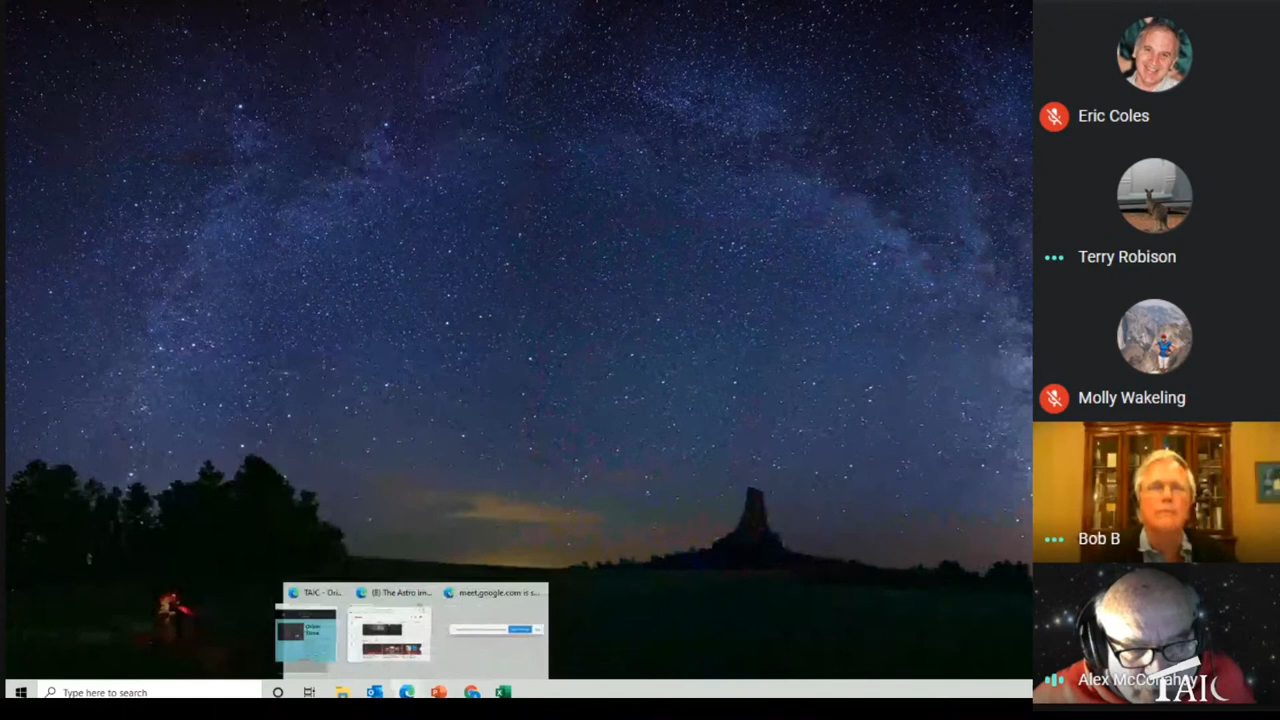 Eric Coles
Terry Robison
Molly Wakeling
Bob B
Alex McConahay
TAIC
TAIC - Ori...
(8) The Astro im...
meet.google.com is s...
Type here to search